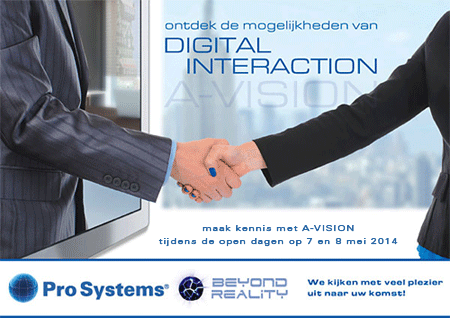 ontdek de mogelijkheden van
DIGITAL
INTERACTION
A-VISION
maak kennis met A-VISION
tijdens de open dagen op 7 en 8 mei 2014
Pro Systems®
BEYOND
REALITY
We kijken met veel plezier
uit naar uw komst!